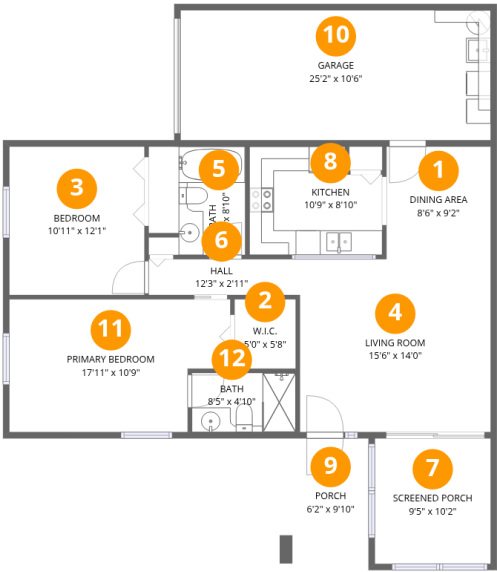 10
GARAGE
25'2" x 10'6"
5
BATH
x 8'10"
8
KITCHEN
10'9" x 8'10"
1
DINING AREA
8'6" x 9'2"
3
BEDROOM
10'11" x 12'1"
6
HALL
12'3" x 2'11"
2
W.I.C.
5'0" x 5'8"
4
LIVING ROOM
15'6" x 14'0"
11
PRIMARY BEDROOM
17'11" x 10'9"
12
BATH
8'5" x 4'10"
9
PORCH
6'2" x 9'10"
7
SCREENED PORCH
9'5" x 10'2"